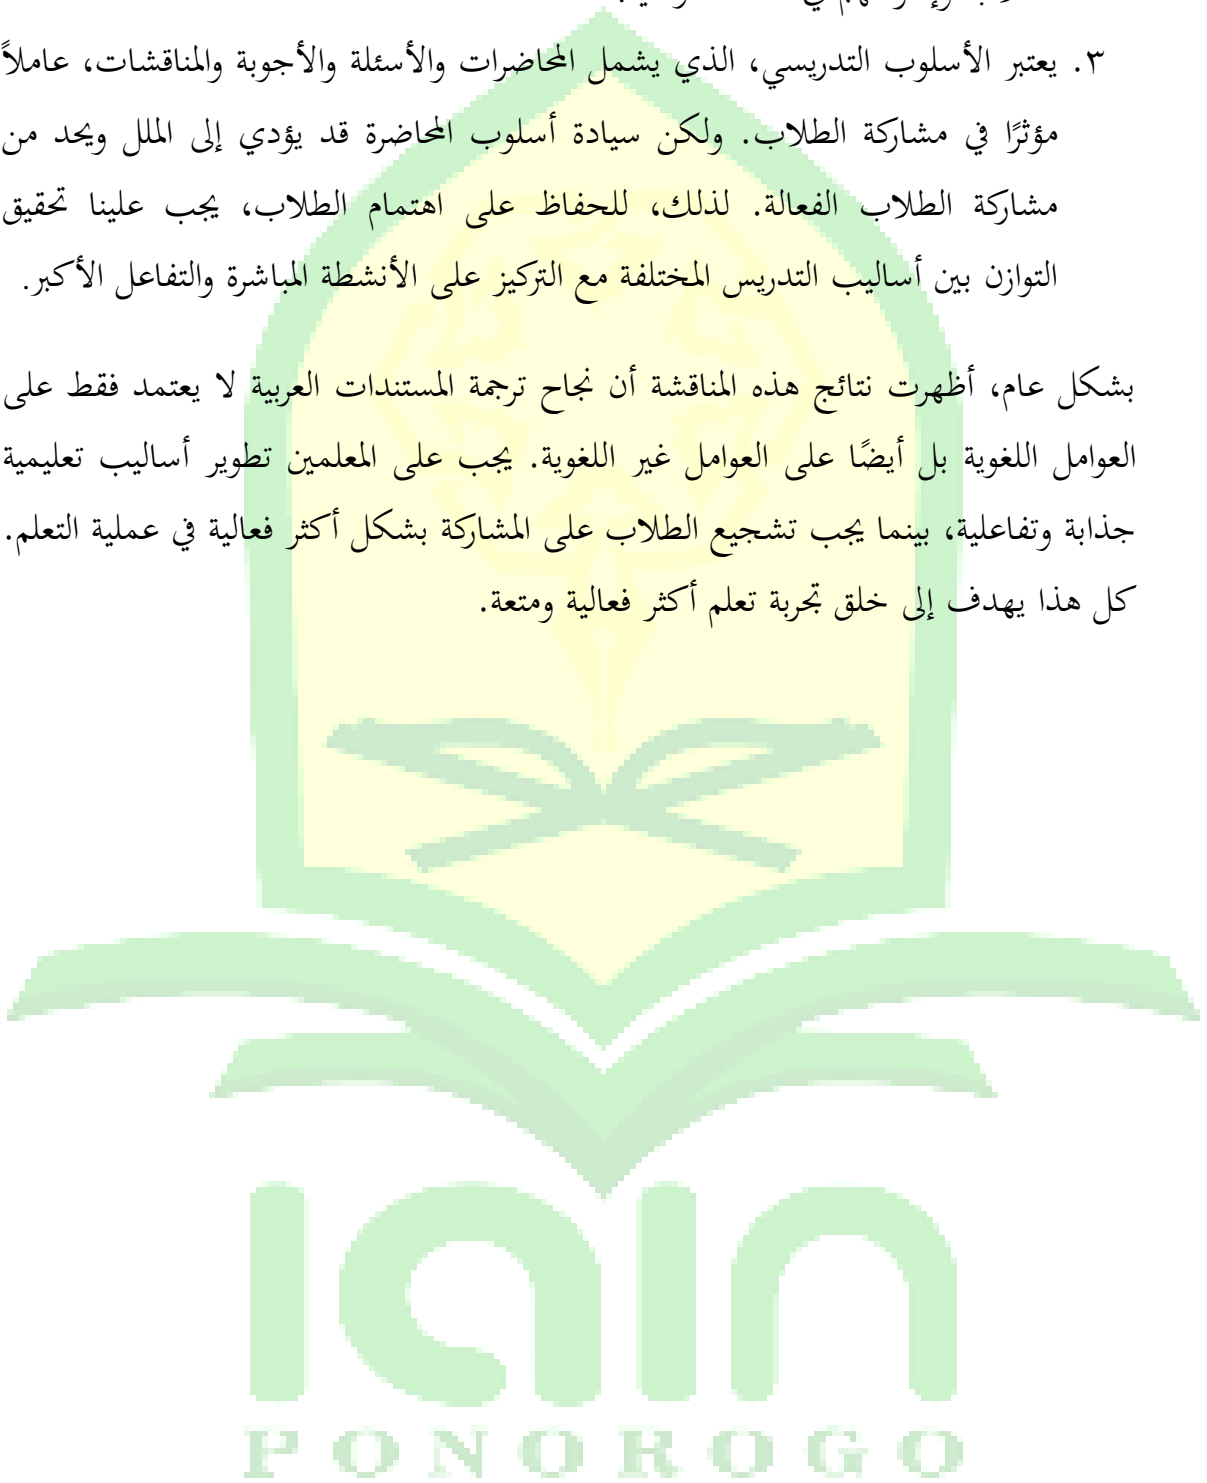 ٣. يعتبر الأسلوب التدريسي، الذي يشمل المحاضرات والأسئلة والأجوبة والمناقشات، عاملاً
مؤثرًا في مشاركة الطلاب. ولكن سيادة أسلوب المحاضرة قد يؤدي إلى الملل ويحد من
مشاركة الطلاب الفعالة. لذلك، للحفاظ على اهتمام الطلاب، يجب علينا تحقيق
التوازن بين أساليب التدريس المختلفة مع التركيز على الأنشطة المباشرة والتفاعل الأكبر.
بشكل عام، أظهرت نتائج هذه المناقشة أن نجاح ترجمة المستندات العربية لا يعتمد فقط على
العوامل اللغوية بل أيضًا على العوامل غير اللغوية. يجب على المعلمين تطوير أساليب تعليمية
جذابة وتفاعلية، بينما يجب تشجيع الطلاب على المشاركة بشكل أكثر فعالية في عملية التعلم.
كل هذا يهدف إلى خلق تجربة تعلم أكثر فعالية ومتعة.
iain
PONOROGO